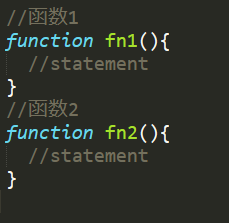 //函数1
function fn1(){
  //statement
}
//函数2
function fn2(){
  //statement
}